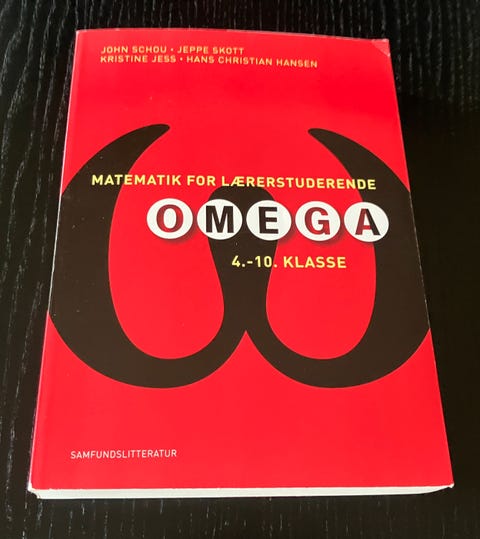 JOHN SCHOU • JEPPE SKOTT
KRISTINE JESS • HANS CHRISTIAN HANSEN
MATEMATIK FOR LÆRERSTUDERENDE
OMEGA
4.-10. KLASSE
ω
SAMFUNDSLITTERATUR